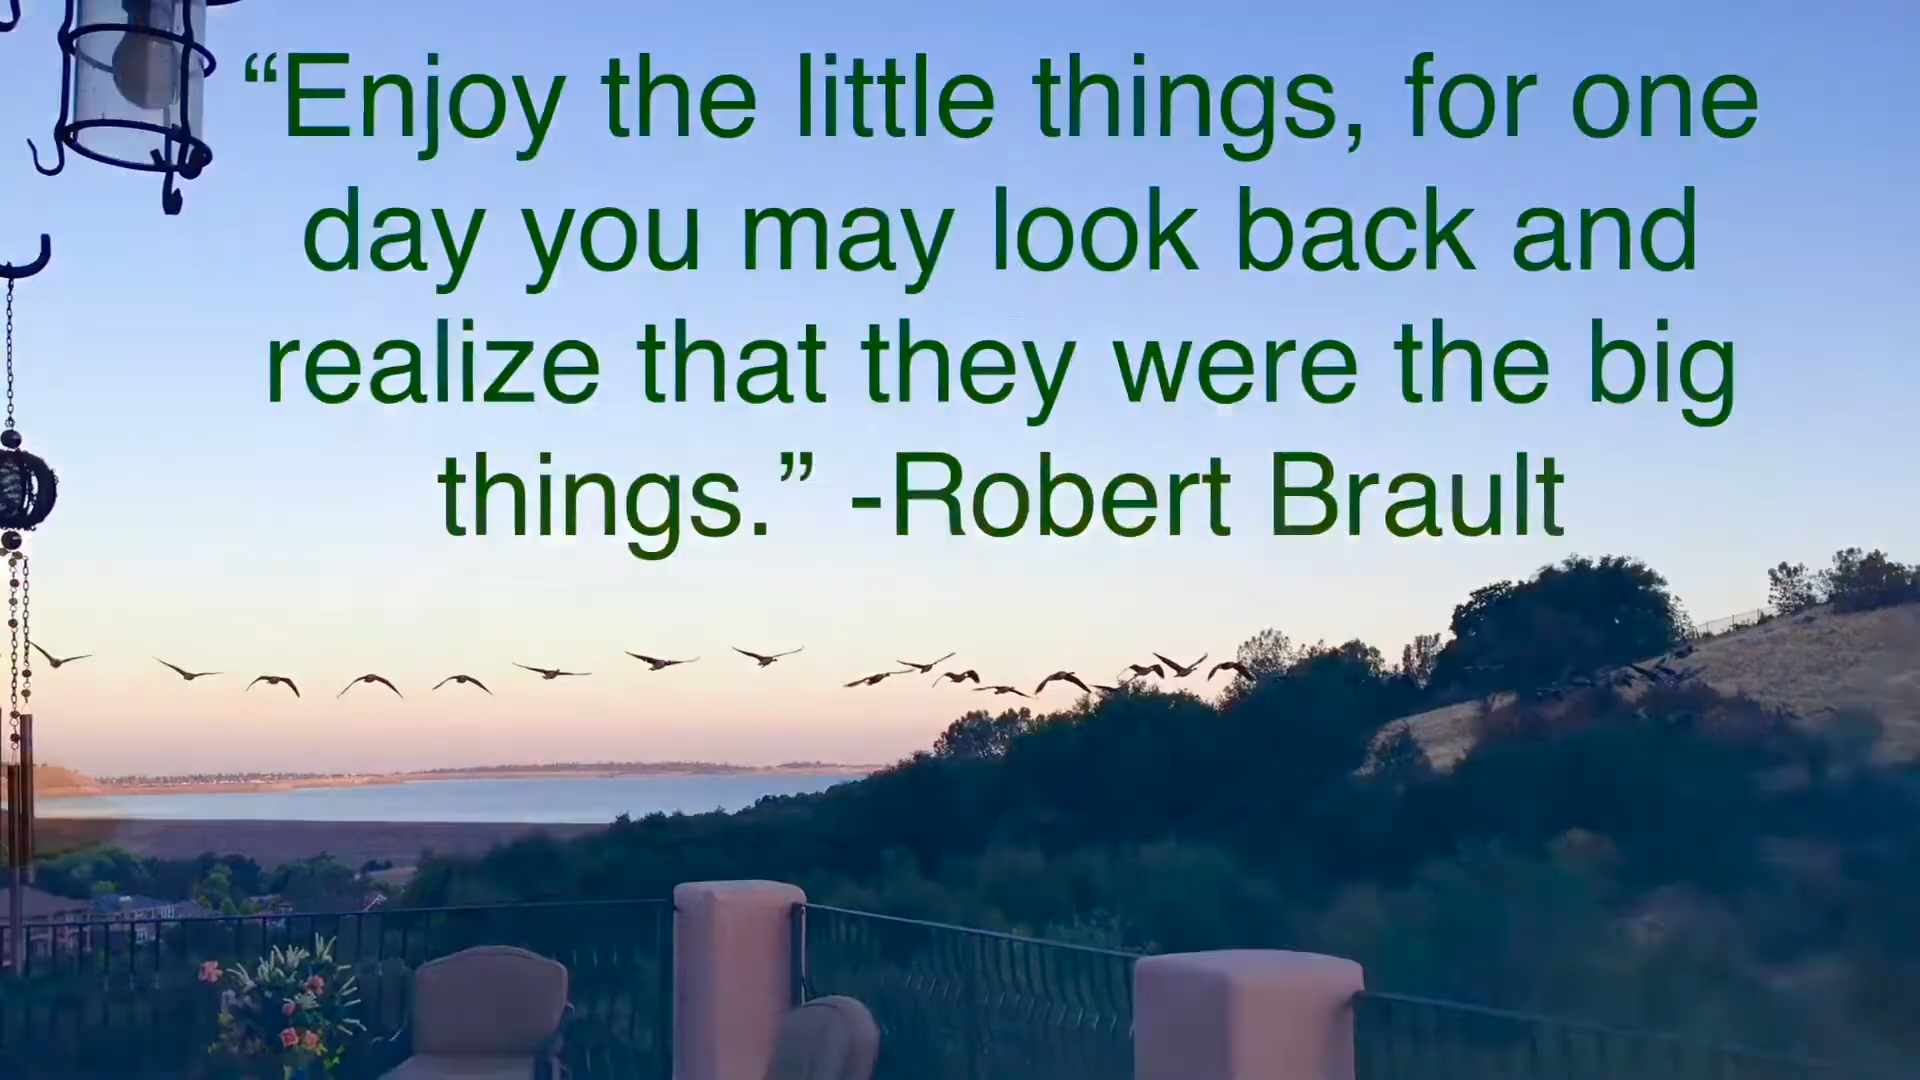 “Enjoy the little things, for one
day you may look back and
realize that they were the big
things.” -Robert Brault